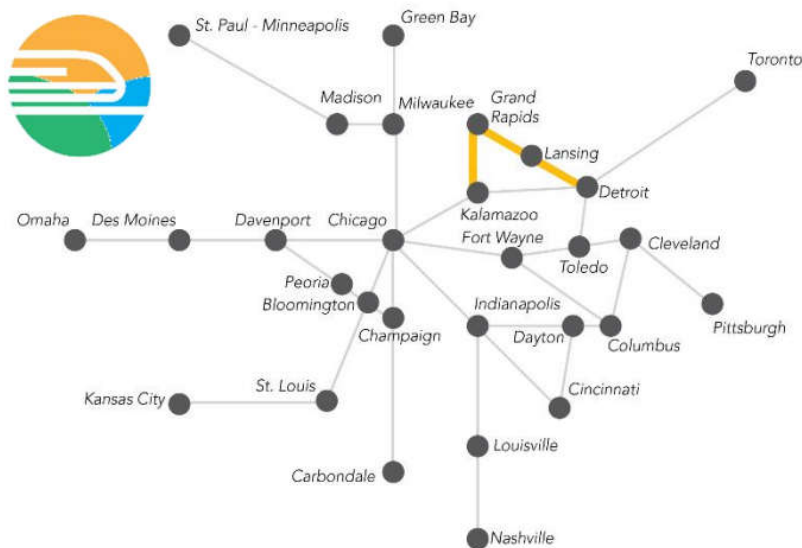 St. Paul - Minneapolis
Green Bay
Toronto
Madison
Milwaukee
Grand
Rapids
Lansing
Detroit
Kalamazoo
Omaha
Des Moines
Davenport
Chicago
Fort Wayne
Toledo
Cleveland
Peoria
Bloomington
Champaign
Indianapolis
Dayton
Columbus
Pittsburgh
Kansas City
St. Louis
Cincinnati
Carbondale
Louisville
Nashville